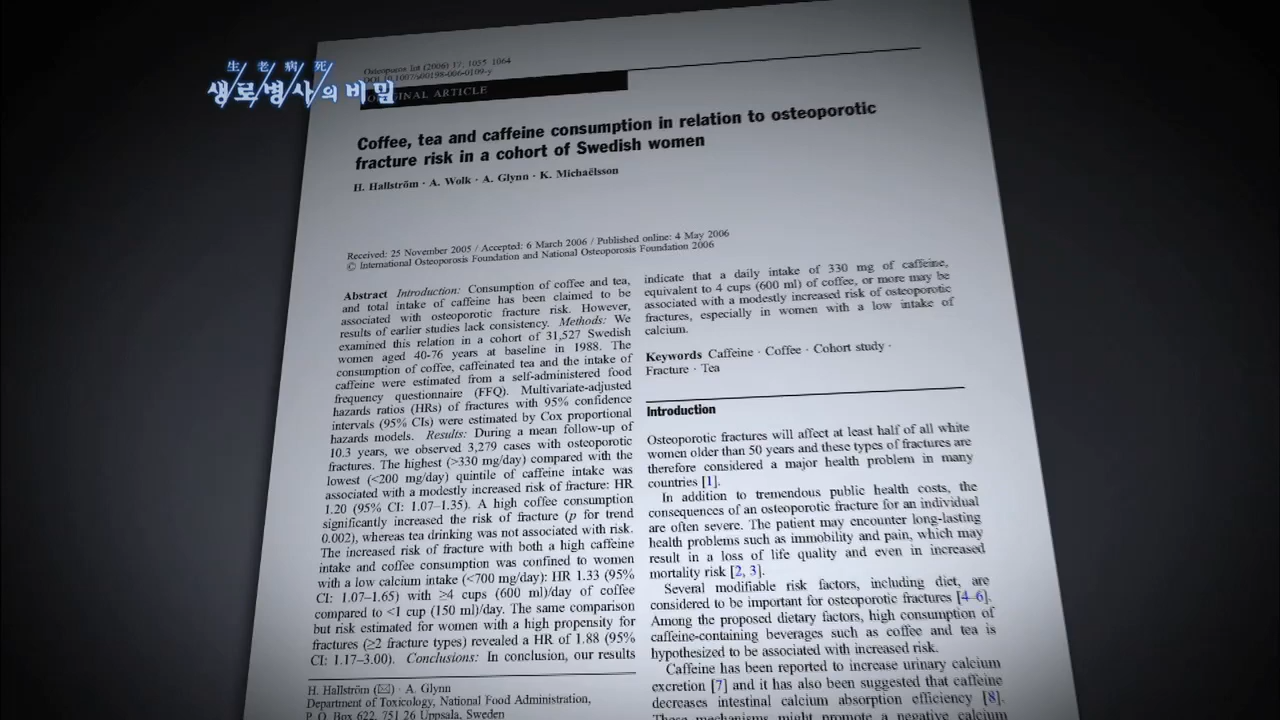 生 老 病 死
생로병사의 비밀
Osteoporos Int (2006) 17: 1055–1064
DOI 10.1007/s00198-006-0109-y
ORIGINAL ARTICLE
Coffee, tea and caffeine consumption in relation to osteoporotic
fracture risk in a cohort of Swedish women
H. Hallström · A. Wolk · A. Glynn · K. Michaëlsson
Received: 25 November 2005 / Accepted: 6 March 2006 / Published online: 4 May 2006
© International Osteoporosis Foundation and National Osteoporosis Foundation 2006
Abstract Introduction: Consumption of coffee and tea,
and total intake of caffeine has been claimed to be
associated with osteoporotic fracture risk. However,
results of earlier studies lack consistency. Methods: We
examined this relation in a cohort of 31,527 Swedish
women aged 40-76 years at baseline in 1988. The
consumption of coffee, caffeinated tea and the intake of
caffeine were estimated from a self-administered food
frequency questionnaire (FFQ). Multivariate-adjusted
hazards ratios (HRs) of fractures with 95% confidence
intervals (95% CIs) were estimated by Cox proportional
hazards models. Results: During a mean follow-up of
10.3 years, we observed 3,279 cases with osteoporotic
fractures. The highest (>330 mg/day) compared with the
lowest (<200 mg/day) quintile of caffeine intake was
associated with a modestly increased risk of fracture: HR
1.20 (95% CI: 1.07–1.35). A high coffee consumption
significantly increased the risk of fracture (p for trend
0.002), whereas tea drinking was not associated with risk.
The increased risk of fracture with both a high caffeine
intake and coffee consumption was confined to women
with a low calcium intake (<700 mg/day): HR 1.33 (95%
CI: 1.07–1.65) with ≥4 cups (600 ml)/day of coffee
compared to <1 cup (150 ml)/day. The same comparison
but risk estimated for women with a high propensity for
fractures (≥2 fracture types) revealed a HR of 1.88 (95%
CI: 1.17–3.00). Conclusions: In conclusion, our results
H. Hallström (✉) · A. Glynn
Department of Toxicology, National Food Administration,
P. O. Box 622, 751 26 Uppsala, Sweden
indicate that a daily intake of 330 mg of caffeine,
equivalent to 4 cups (600 ml) of coffee, or more may be
associated with a modestly increased risk of osteoporotic
fractures, especially in women with a low intake of
calcium.
Keywords Caffeine · Coffee · Cohort study ·
Fracture · Tea
Introduction
Osteoporotic fractures will affect at least half of all white
women older than 50 years and these types of fractures are
therefore considered a major health problem in many
countries [1].
In addition to tremendous public health costs, the
consequences of an osteoporotic fracture for an individual
are often severe. The patient may encounter long-lasting
health problems such as immobility and pain, which may
result in a loss of life quality and even in increased
mortality risk [2, 3].
Several modifiable risk factors, including diet, are
considered to be important for osteoporotic fractures [4–6].
Among the proposed dietary factors, high consumption of
caffeine-containing beverages such as coffee and tea is
hypothesized to be associated with increased risk.
Caffeine has been reported to increase urinary calcium
excretion [7] and it has also been suggested that caffeine
decreases intestinal calcium absorption efficiency [8].
These mechanisms might promote a negative calcium